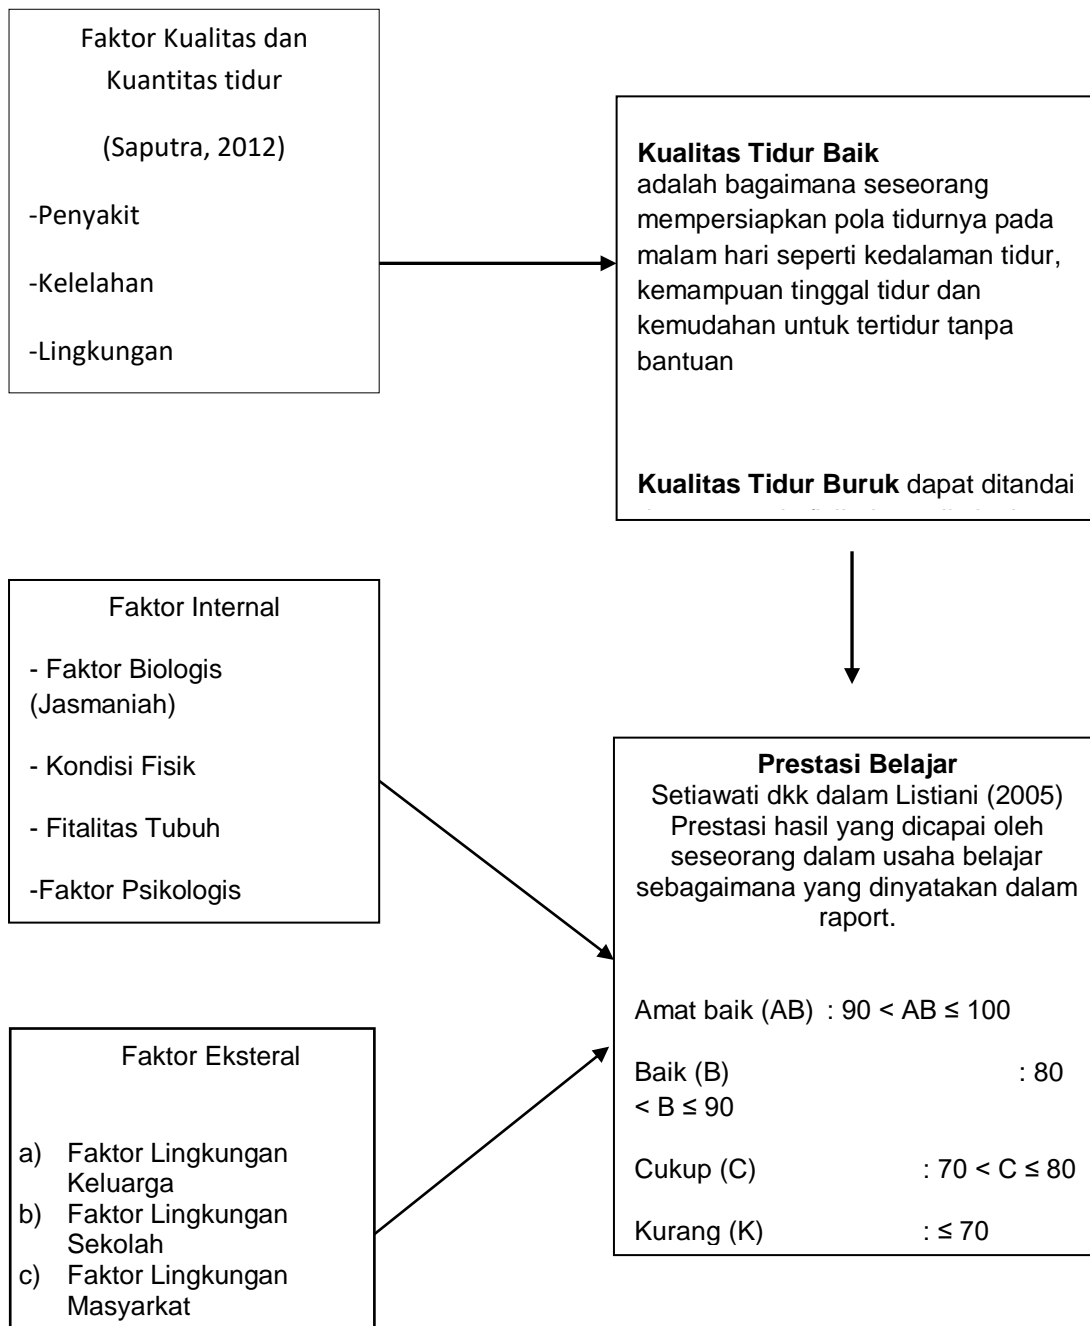 Faktor Kualitas dan
Kuantitas tidur
(Saputra, 2012)
-Penyakit
-Kelelahan
-Lingkungan
Kualitas Tidur Baik
adalah bagaimana seseorang
mempersiapkan pola tidurnya pada
malam hari seperti kedalaman tidur,
kemampuan tinggal tidur dan
kemudahan untuk tertidur tanpa
bantuan
Kualitas Tidur Buruk dapat ditandai
Faktor Internal
- Faktor Biologis
(Jasmaniah)
- Kondisi Fisik
- Fitalitas Tubuh
-Faktor Psikologis
Prestasi Belajar
Setiawati dkk dalam Listiani (2005)
Prestasi hasil yang dicapai oleh
seseorang dalam usaha belajar
sebagaimana yang dinyatakan dalam
raport.
Amat baik (AB) : 90 < AB ≤ 100
Baik (B) : 80
< B ≤ 90
Cukup (C) : 70 < C ≤ 80
Kurang (K) : ≤ 70
Faktor Eksteral
a) Faktor Lingkungan
Keluarga
b) Faktor Lingkungan
Sekolah
c) Faktor Lingkungan
Masyarkat